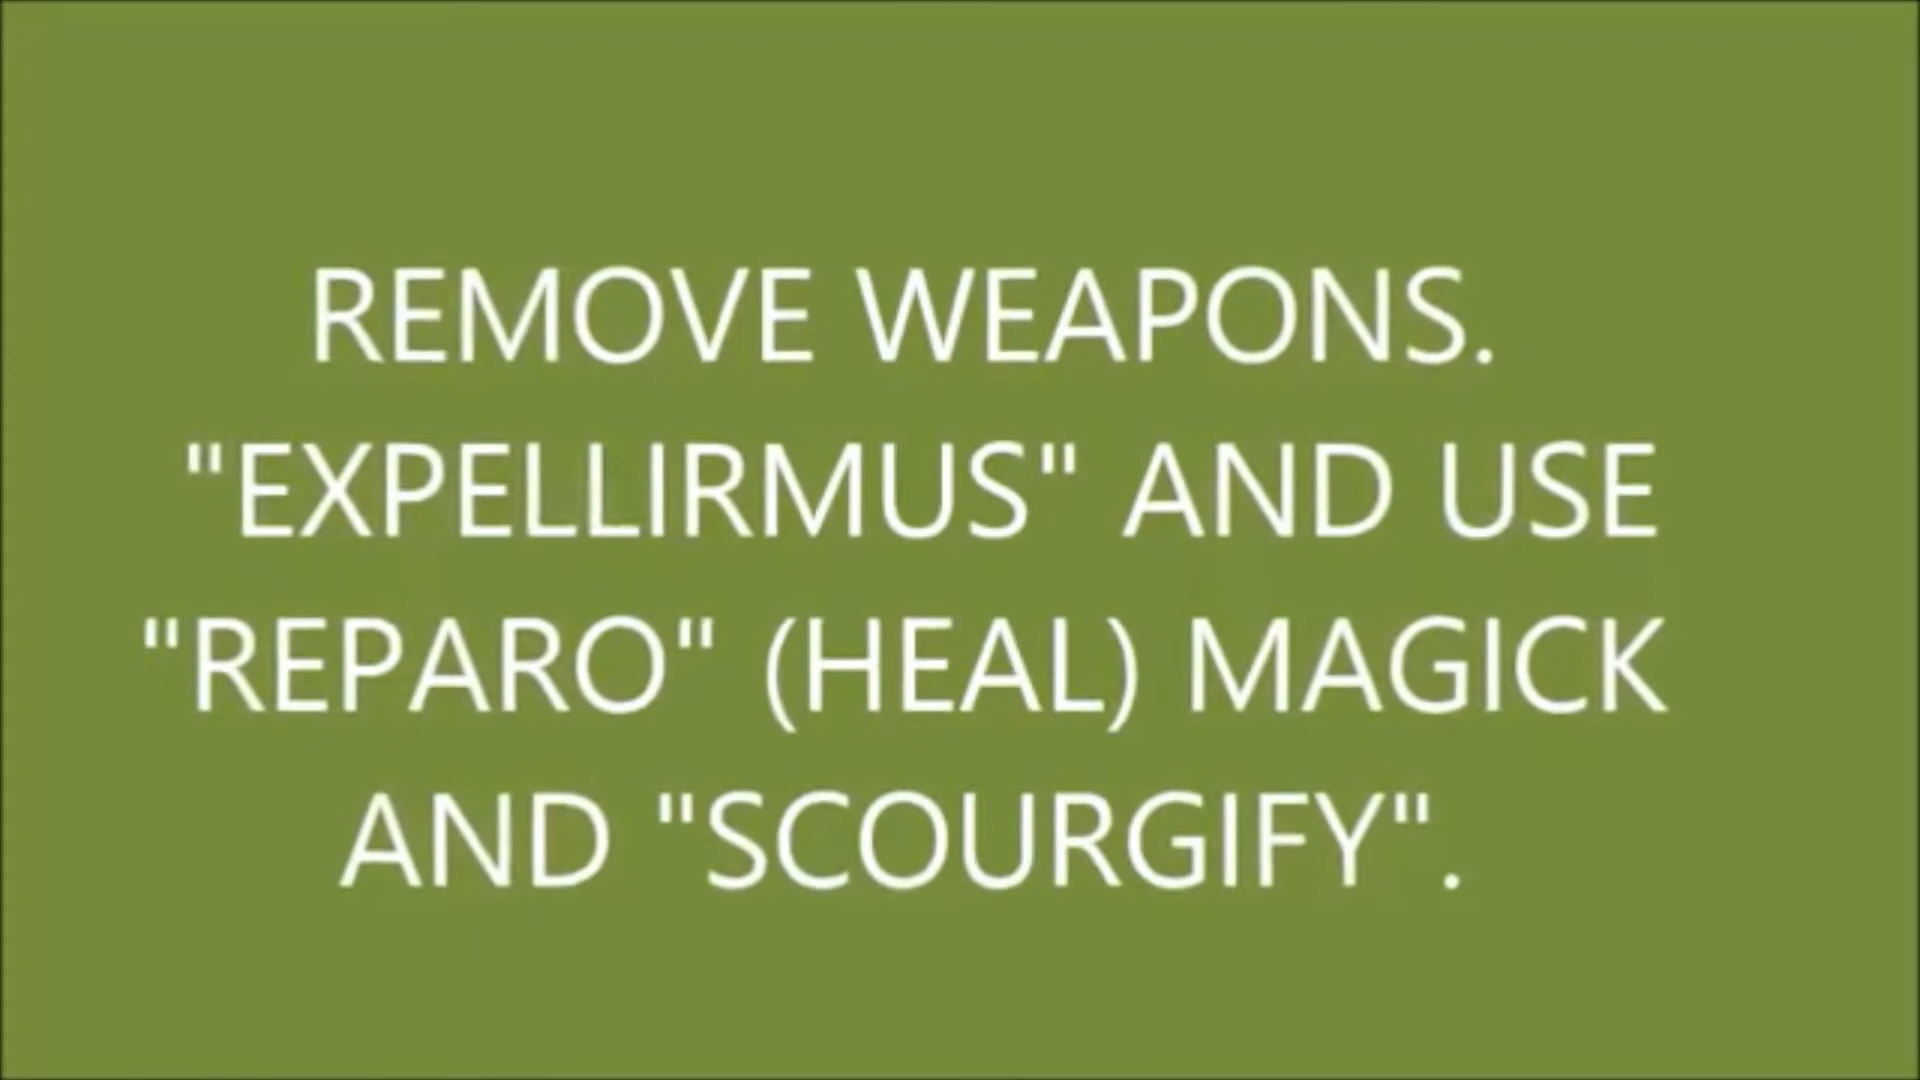 REMOVE WEAPONS.
"EXPELLIRMUS" AND USE
"REPARO" (HEAL) MAGICK
AND "SCOURGIFY".